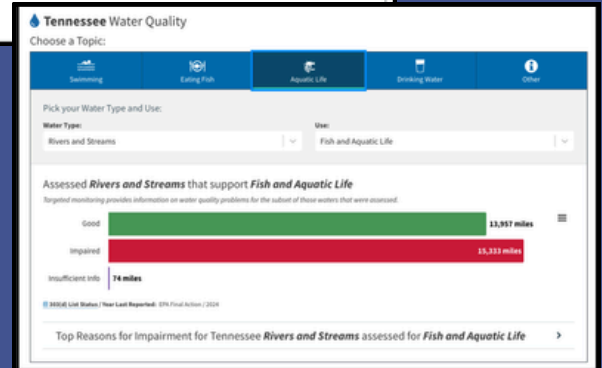 Tennessee Water Quality
Choose a Topic:
Swimming Eating Fish Aquatic Life Drinking Water Other
Pick your Water Type and Use:
Water Type: Use:
Rivers and Streams Fish and Aquatic Life
Assessed Rivers and Streams that support Fish and Aquatic Life
Targeted monitoring provides information on water quality problems for the subset of those waters that were assessed.
Good 13,957 miles
Impaired 15,333 miles
Insufficient Info 74 miles
303(d) List Status / Year Last Reported: EPA Final Action / 2024
Top Reasons for Impairment for Tennessee Rivers and Streams assessed for Fish and Aquatic Life